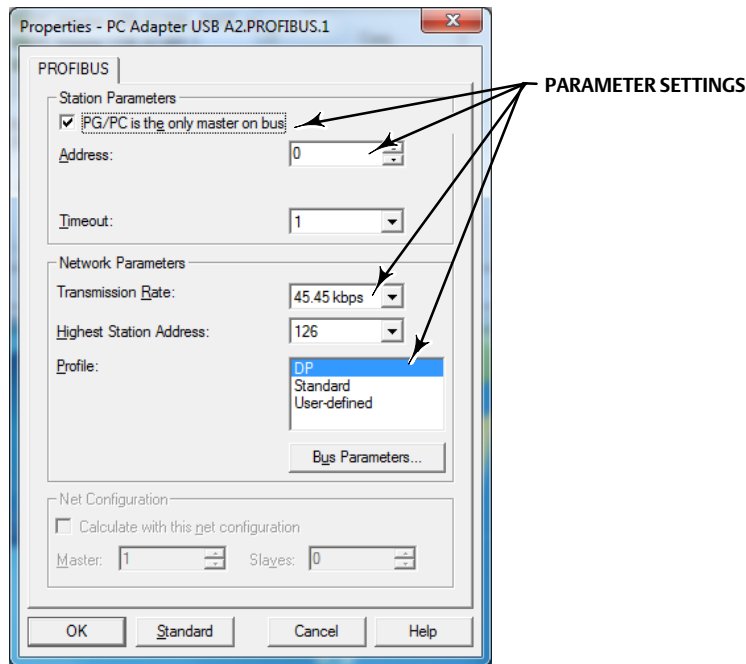 Properties - PC Adapter USB A2.PROFIBUS.1
PROFIBUS
PARAMETER SETTINGS
Station Parameters
PG/PC is the only master on bus
Address: 0
Timeout: 1
Network Parameters
Transmission Rate: 45.45 kbps
Highest Station Address: 126
Profile: DP
Standard
User-defined
Bus Parameters...
Net Configuration
Calculate with this net configuration
Master: 1 Slaves: 0
OK Standard Cancel Help